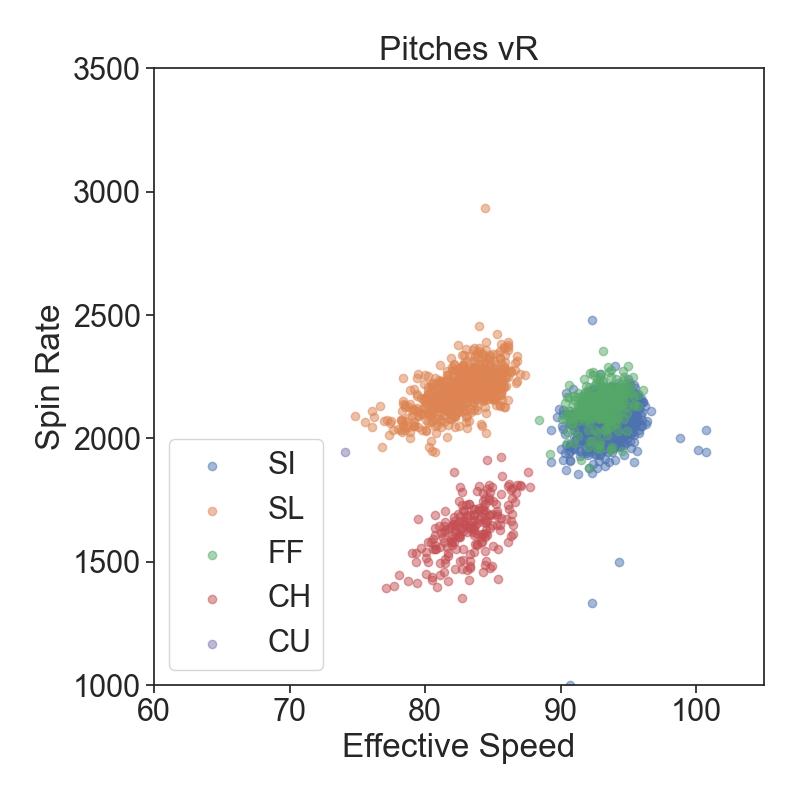 Pitches vR
3500
3000
2500
2000
1500
1000
Spin Rate
SI
SL
FF
CH
CU
60 70 80 90 100
Effective Speed